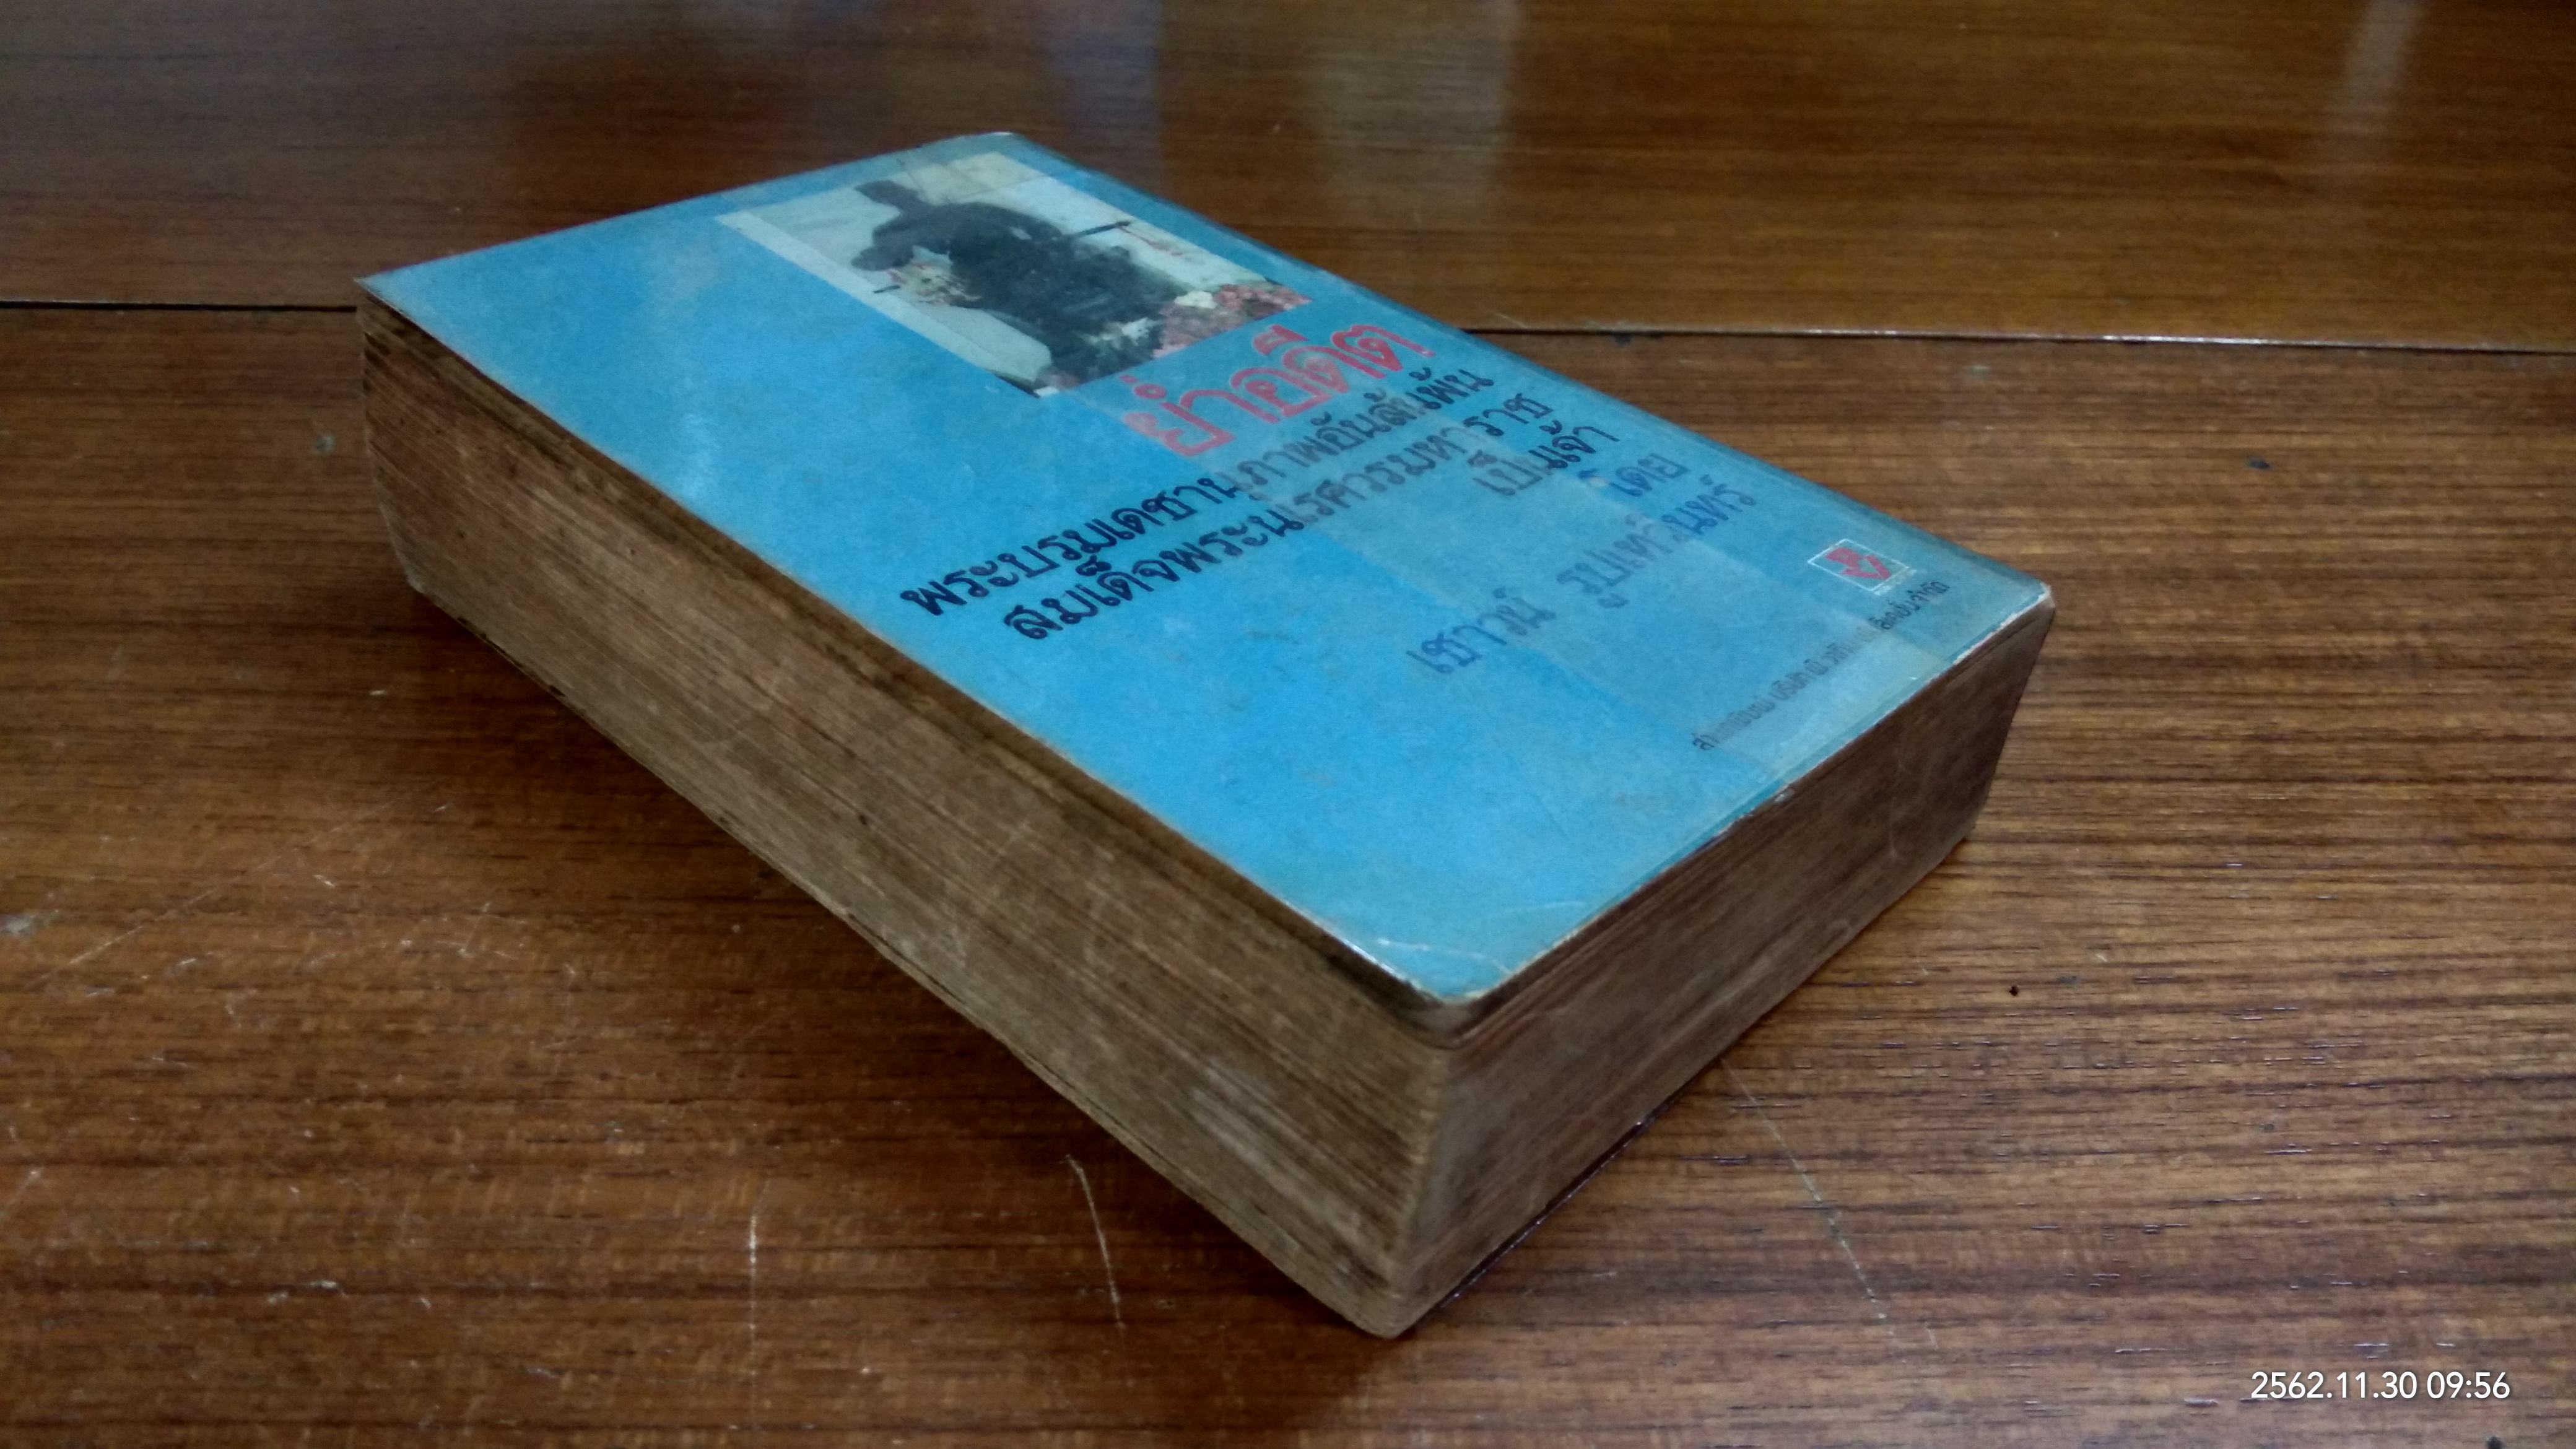 ย่ำอดีต
พระบรมเดชานุภาพอันล้นเพ้น
สมเด็จพระนเรศวรมหาราช
เป็นเจ้า
โดย
เชาวน์ รูปเทวินทร์
2562.11.30 09:56